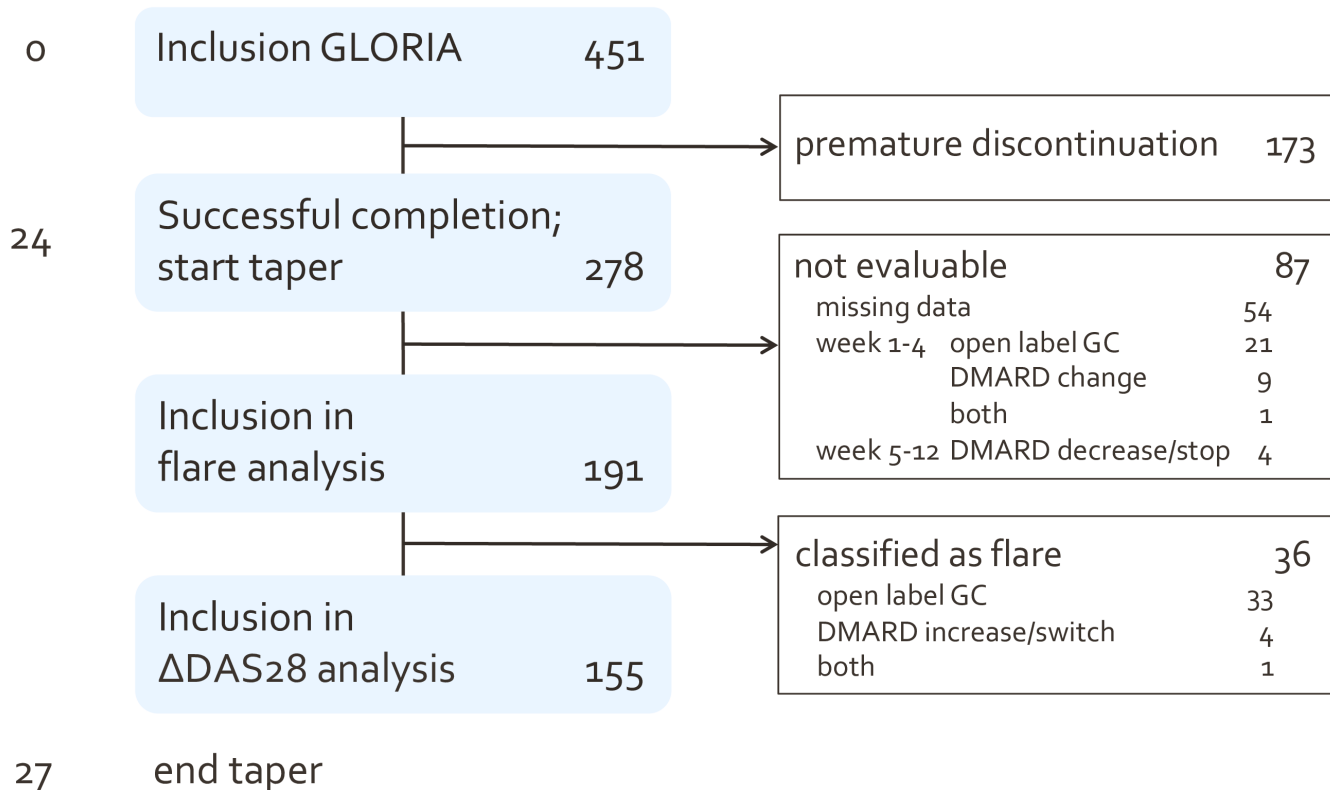 0 Inclusion GLORIA 451
premature discontinuation 173
24 Successful completion;
start taper 278
not evaluable 87
missing data 54
week 1-4 open label GC 21
DMARD change 9
both 1
week 5-12 DMARD decrease/stop 4
Inclusion in
flare analysis 191
classified as flare 36
open label GC 33
DMARD increase/switch 4
both 1
Inclusion in
ΔDAS28 analysis 155
27 end taper